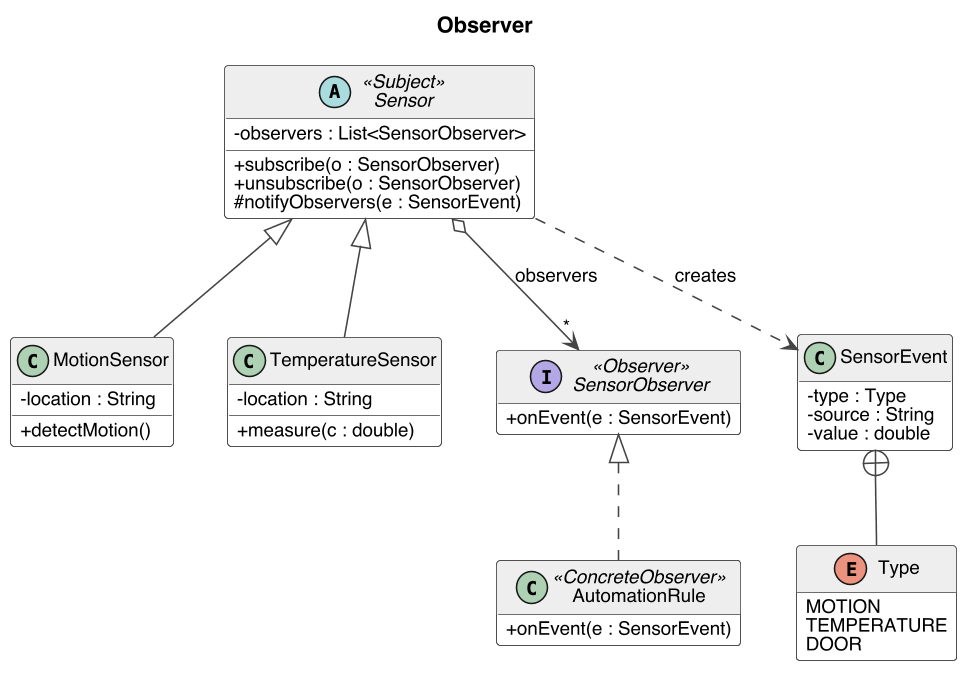 Observer
A
«Subject»
Sensor
-observers : List<SensorObserver>
+subscribe(o : SensorObserver)
+unsubscribe(o : SensorObserver)
#notifyObservers(e : SensorEvent)
observers
*
creates
C
MotionSensor
-location : String
+detectMotion()
C
TemperatureSensor
-location : String
+measure(c : double)
I
«Observer»
SensorObserver
+onEvent(e : SensorEvent)
C
SensorEvent
-type : Type
-source : String
-value : double
C
«ConcreteObserver»
AutomationRule
+onEvent(e : SensorEvent)
E
Type
MOTION
TEMPERATURE
DOOR